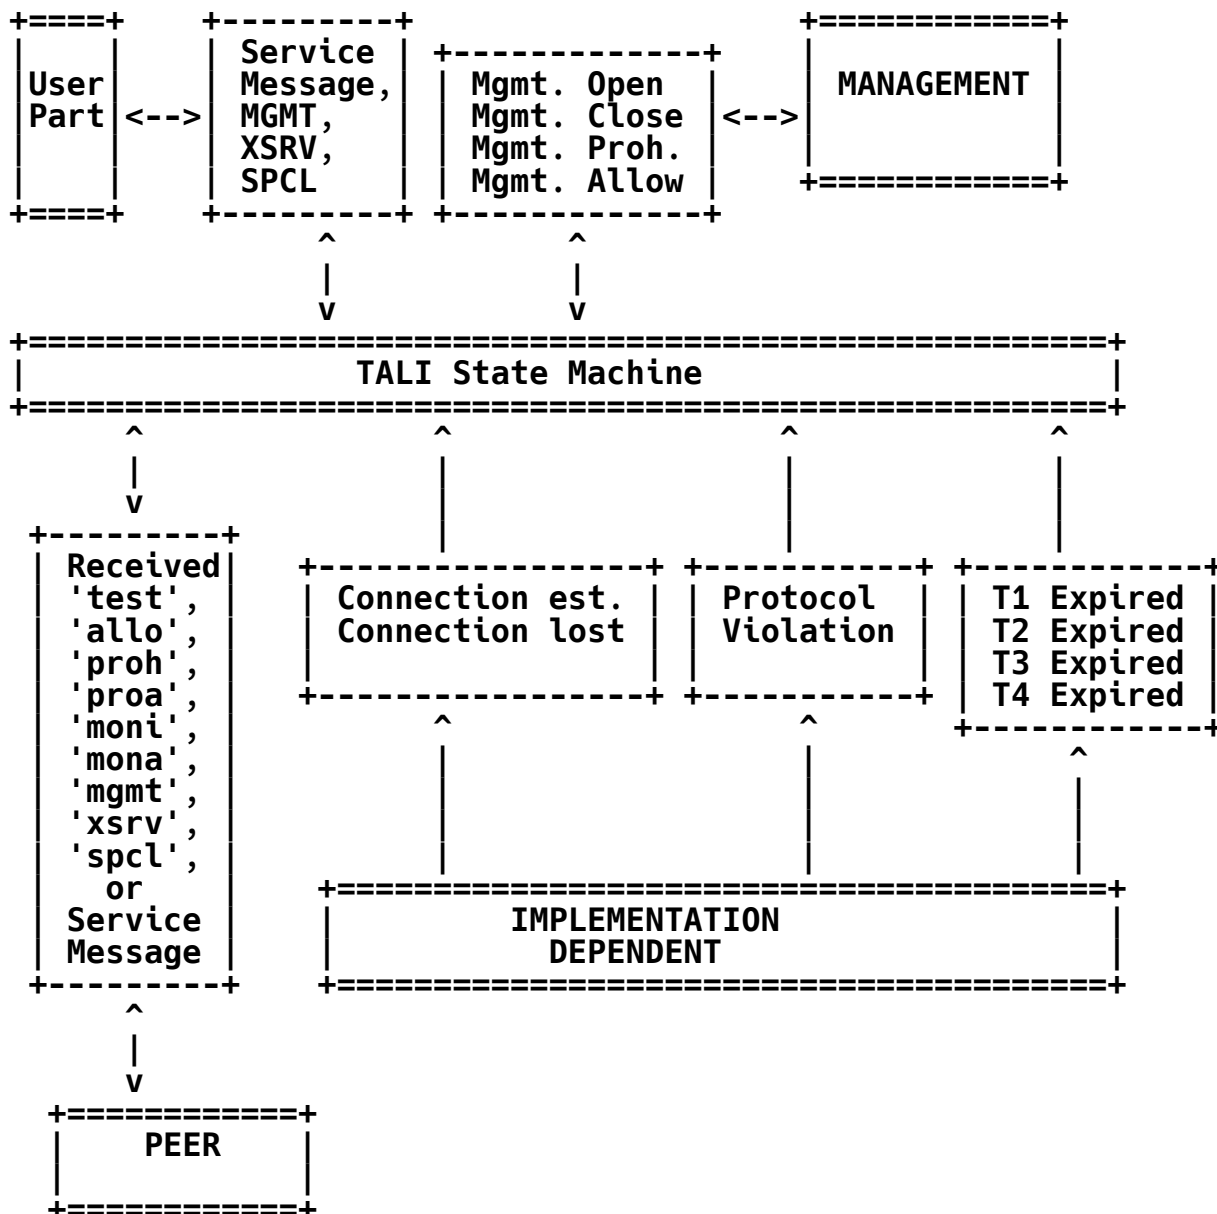 User
Part
Service
Message,
MGMT,
XSRV,
SPCL
Mgmt. Open
Mgmt. Close
Mgmt. Proh.
Mgmt. Allow
MANAGEMENT
TALI State Machine
Received
'test',
'allo',
'proh',
'proa',
'moni',
'mona',
'mgmt',
'xsrv',
'spcl',
or
Service
Message
Connection est.
Connection lost
Protocol
Violation
T1 Expired
T2 Expired
T3 Expired
T4 Expired
IMPLEMENTATION
DEPENDENT
PEER